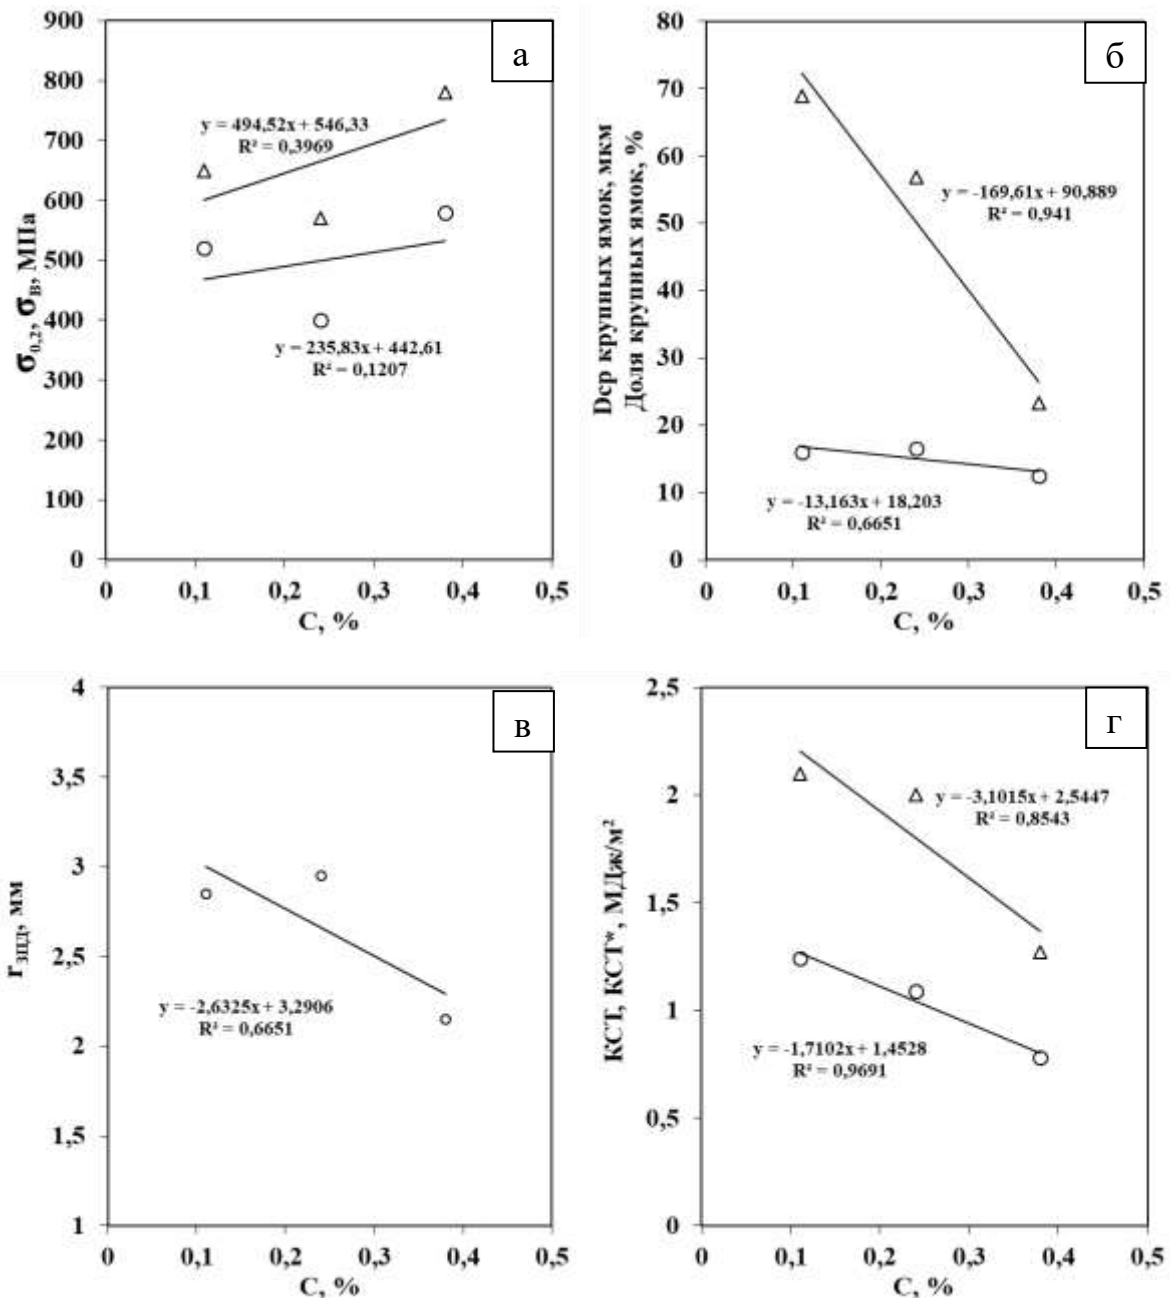 900
800
700
600
500
400
300
200
100
0
σ0,2, σВ, МПа
а
y = 494,52x + 546,33
R² = 0,3969
y = 235,83x + 442,61
R² = 0,1207
0 0,1 0,2 0,3 0,4 0,5
C, %
80
70
60
50
40
30
20
10
0
Dср крупных ямок, мкм
Доля крупных ямок, %
б
y = -169,61x + 90,889
R² = 0,941
y = -13,163x + 18,203
R² = 0,6651
0 0,1 0,2 0,3 0,4 0,5
C, %
4
3,5
3
2,5
2
1,5
1
rЗПД, мм
в
y = -2,6325x + 3,2906
R² = 0,6651
0 0,1 0,2 0,3 0,4 0,5
C, %
2,5
2
1,5
1
0,5
0
КСТ, КСТ*, МДж/м²
г
y = -3,1015x + 2,5447
R² = 0,8543
y = -1,7102x + 1,4528
R² = 0,9691
0 0,1 0,2 0,3 0,4 0,5
C, %